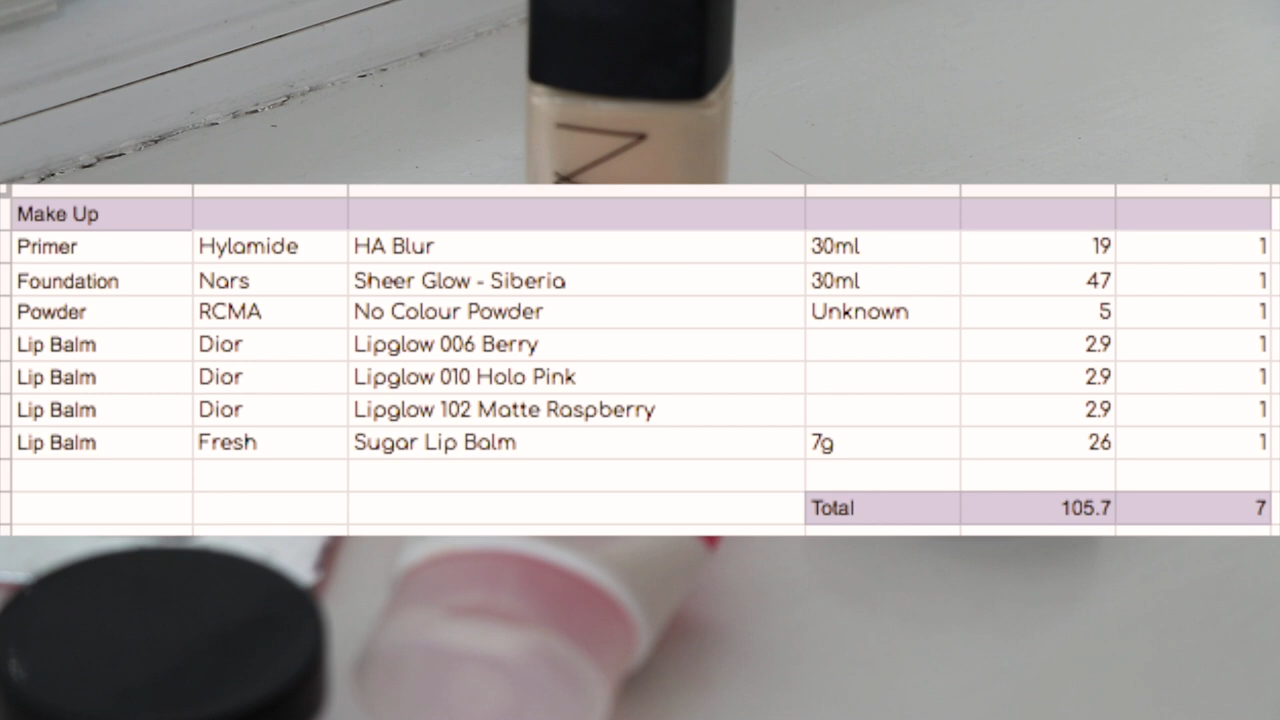 N
Make Up
Primer Hylamide HA Blur 30ml 19 1
Foundation Nars Sheer Glow - Siberia 30ml 47 1
Powder RCMA No Colour Powder Unknown 5 1
Lip Balm Dior Lipglow 006 Berry 2.9 1
Lip Balm Dior Lipglow 010 Holo Pink 2.9 1
Lip Balm Dior Lipglow 102 Matte Raspberry 2.9 1
Lip Balm Fresh Sugar Lip Balm 7g 26 1
Total 105.7 7